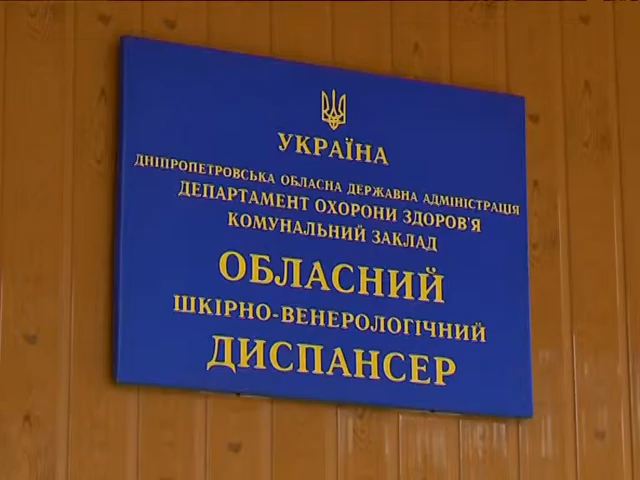 УКРАЇНА
ДНІПРОПЕТРОВСЬКА ОБЛАСНА ДЕРЖАВНА АДМІНІСТРАЦІЯ
ДЕПАРТАМЕНТ ОХОРОНИ ЗДОРОВ'Я
КОМУНАЛЬНИЙ ЗАКЛАД
ОБЛАСНИЙ
ШКІРНО-ВЕНЕРОЛОГІЧНИЙ
ДИСПАНСЕР